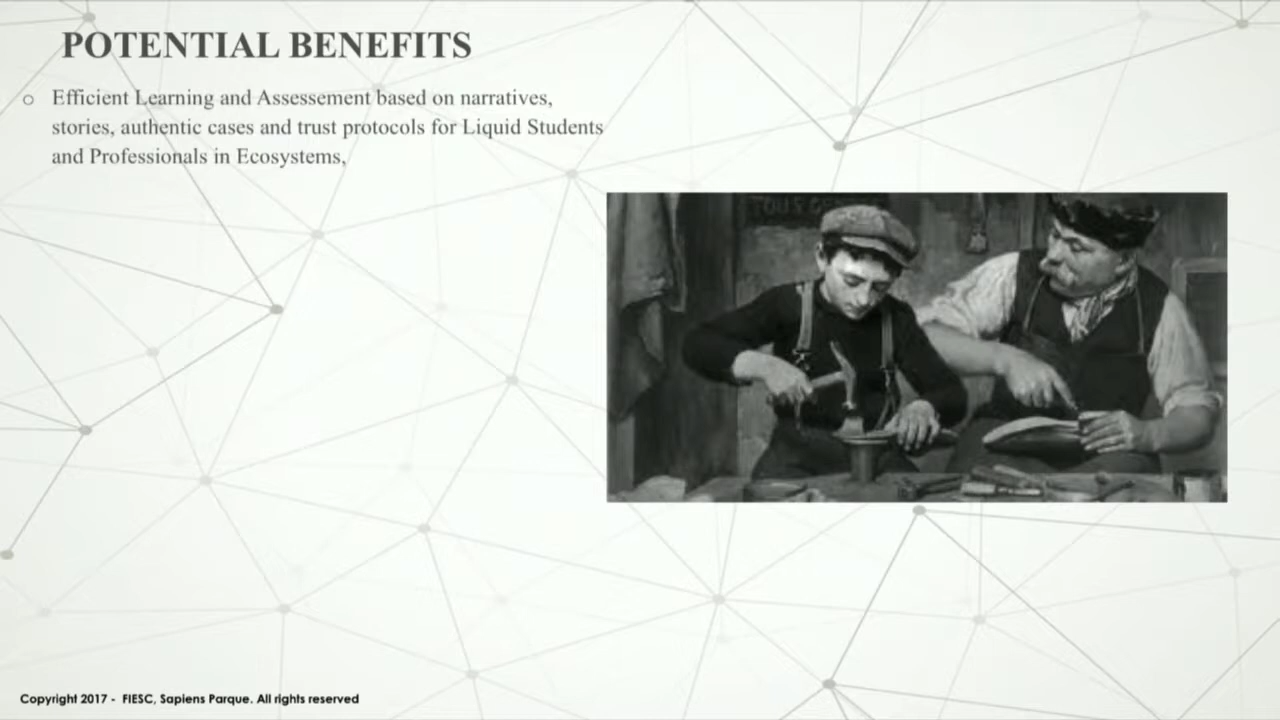 POTENTIAL BENEFITS
Efficient Learning and Assessement based on narratives,
stories, authentic cases and trust protocols for Liquid Students
and Professionals in Ecosystems,
Copyright 2017 - FIESC, Sapiens Parque. All rights reserved